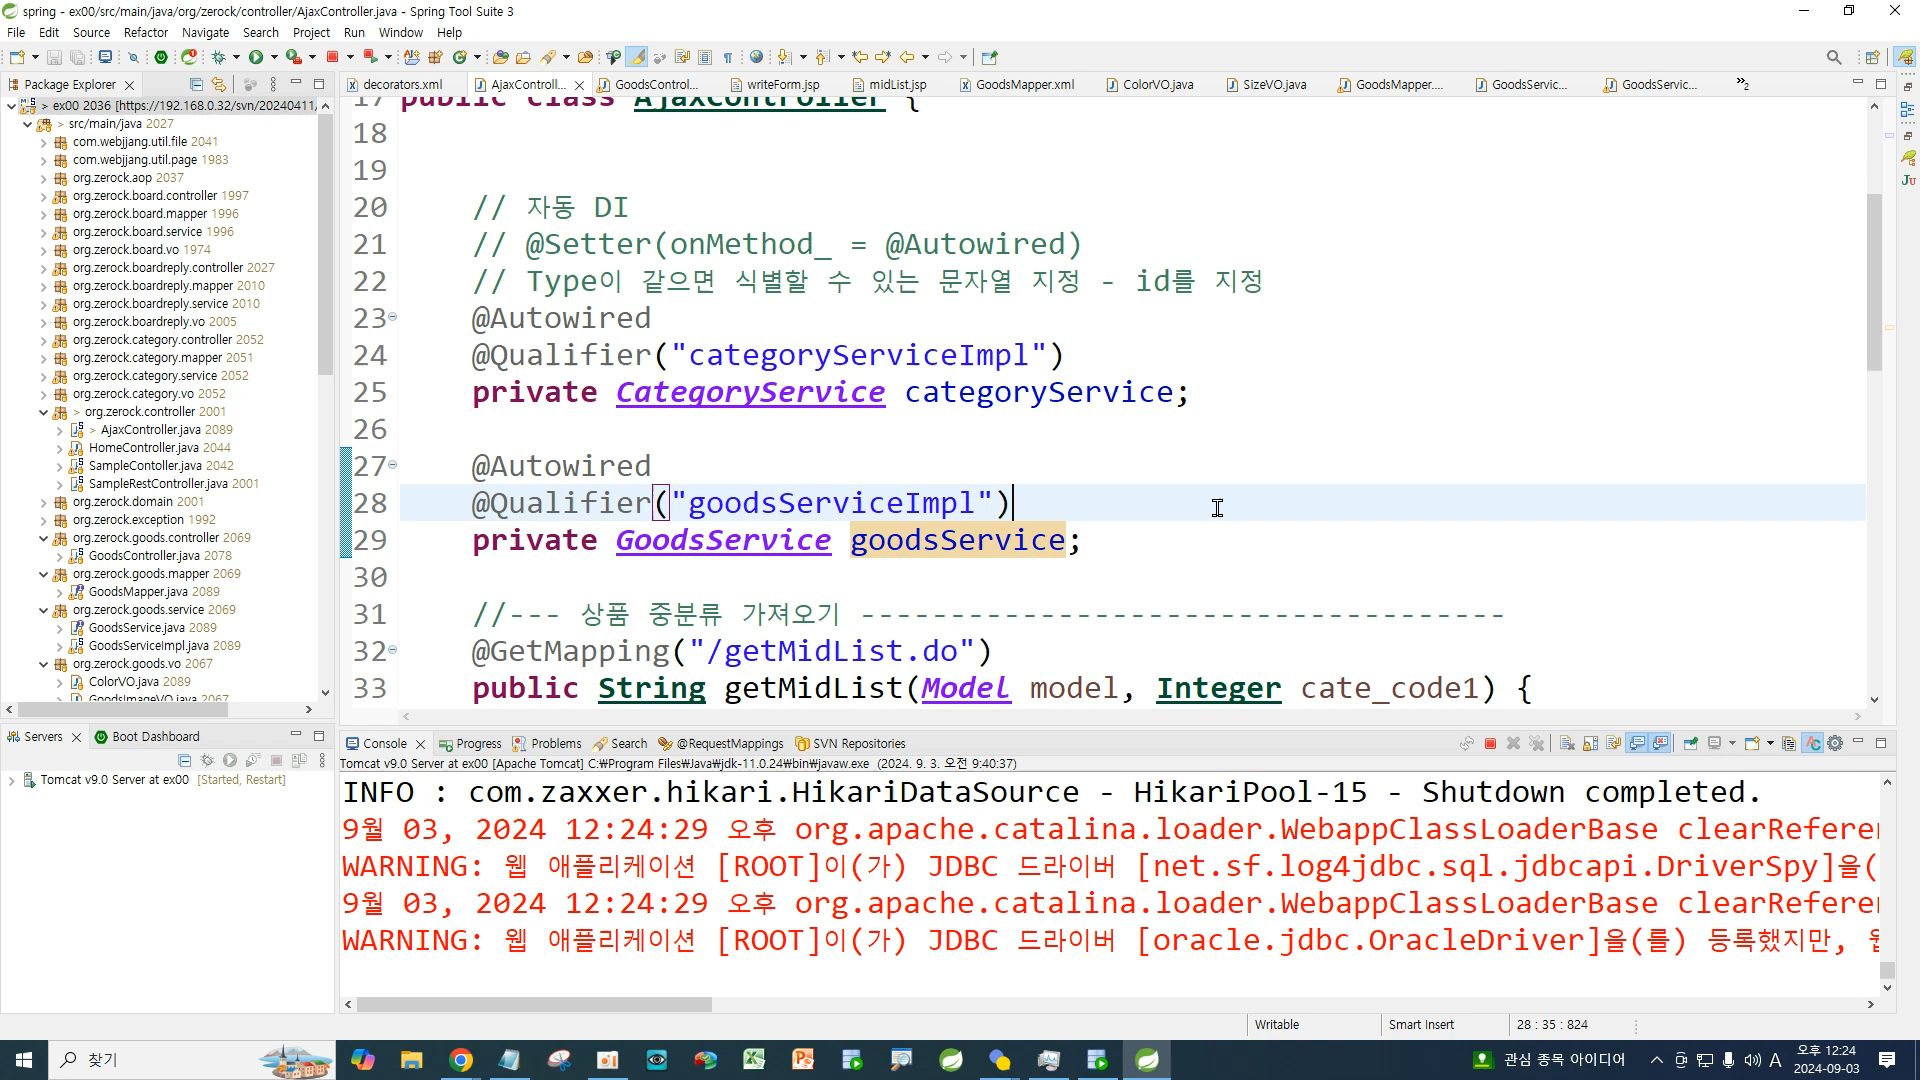 spring - ex00/src/main/java/org/zerock/controller/AjaxController.java - Spring Tool Suite 3
File Edit Source Refactor Navigate Search Project Run Window Help
Package Explorer
decorators.xml AjaxControll... GoodsControl... writeForm.jsp midList.jsp GoodsMapper.xml ColorVO.java SizeVO.java GoodsMapper.... GoodsServic... GoodsServic... »2
> ex00 2036 [https://192.168.0.32/svn/20240411,
> src/main/java 2027
com.webjjang.util.file 2041
com.webjjang.util.page 1983
org.zerock.aop 2037
org.zerock.board.controller 1997
org.zerock.board.mapper 1996
org.zerock.board.service 1996
org.zerock.board.vo 1974
org.zerock.boardreply.controller 2027
org.zerock.boardreply.mapper 2010
org.zerock.boardreply.service 2010
org.zerock.boardreply.vo 2005
org.zerock.category.controller 2052
org.zerock.category.mapper 2051
org.zerock.category.service 2052
org.zerock.category.vo 2052
> org.zerock.controller 2001
> AjaxController.java 2089
HomeController.java 2044
SampleContoller.java 2042
SampleRestController.java 2001
org.zerock.domain 2001
org.zerock.exception 1992
org.zerock.goods.controller 2069
GoodsController.java 2078
org.zerock.goods.mapper 2069
GoodsMapper.java 2089
org.zerock.goods.service 2069
GoodsService.java 2089
GoodsServiceImpl.java 2089
org.zerock.goods.vo 2067
ColorVO.java 2089
GoodsImageVO.java 2067
17 public class AjaxController {
18
19
20 // 자동 DI
21 // @Setter(onMethod_ = @Autowired)
22 // Type이 같으면 식별할 수 있는 문자열 지정 - id를 지정
23 @Autowired
24 @Qualifier("categoryServiceImpl")
25 private CategoryService categoryService;
26
27 @Autowired
28 @Qualifier("goodsServiceImpl")
29 private GoodsService goodsService;
30
31 //--- 상품 중분류 가져오기 ------------------------------------
32 @GetMapping("/getMidList.do")
33 public String getMidList(Model model, Integer cate_code1) {
Servers Boot Dashboard
Tomcat v9.0 Server at ex00 [Started, Restart]
Console Progress Problems Search @RequestMappings SVN Repositories
Tomcat v9.0 Server at ex00 [Apache Tomcat] C:₩Program Files₩Java₩jdk-11.0.24₩bin₩javaw.exe (2024. 9. 3. 오전 9:40:37)
INFO : com.zaxxer.hikari.HikariDataSource - HikariPool-15 - Shutdown completed.
9월 03, 2024 12:24:29 오후 org.apache.catalina.loader.WebappClassLoaderBase clearRefere
WARNING: 웹 애플리케이션 [ROOT]이(가) JDBC 드라이버 [net.sf.log4jdbc.sql.jdbcapi.DriverSpy]을(
9월 03, 2024 12:24:29 오후 org.apache.catalina.loader.WebappClassLoaderBase clearRefere
WARNING: 웹 애플리케이션 [ROOT]이(가) JDBC 드라이버 [oracle.jdbc.OracleDriver]을(를) 등록했지만,
Writable Smart Insert 28 : 35 : 824
찾기
관심 종목 아이디어
A
오후 12:24
2024-09-03